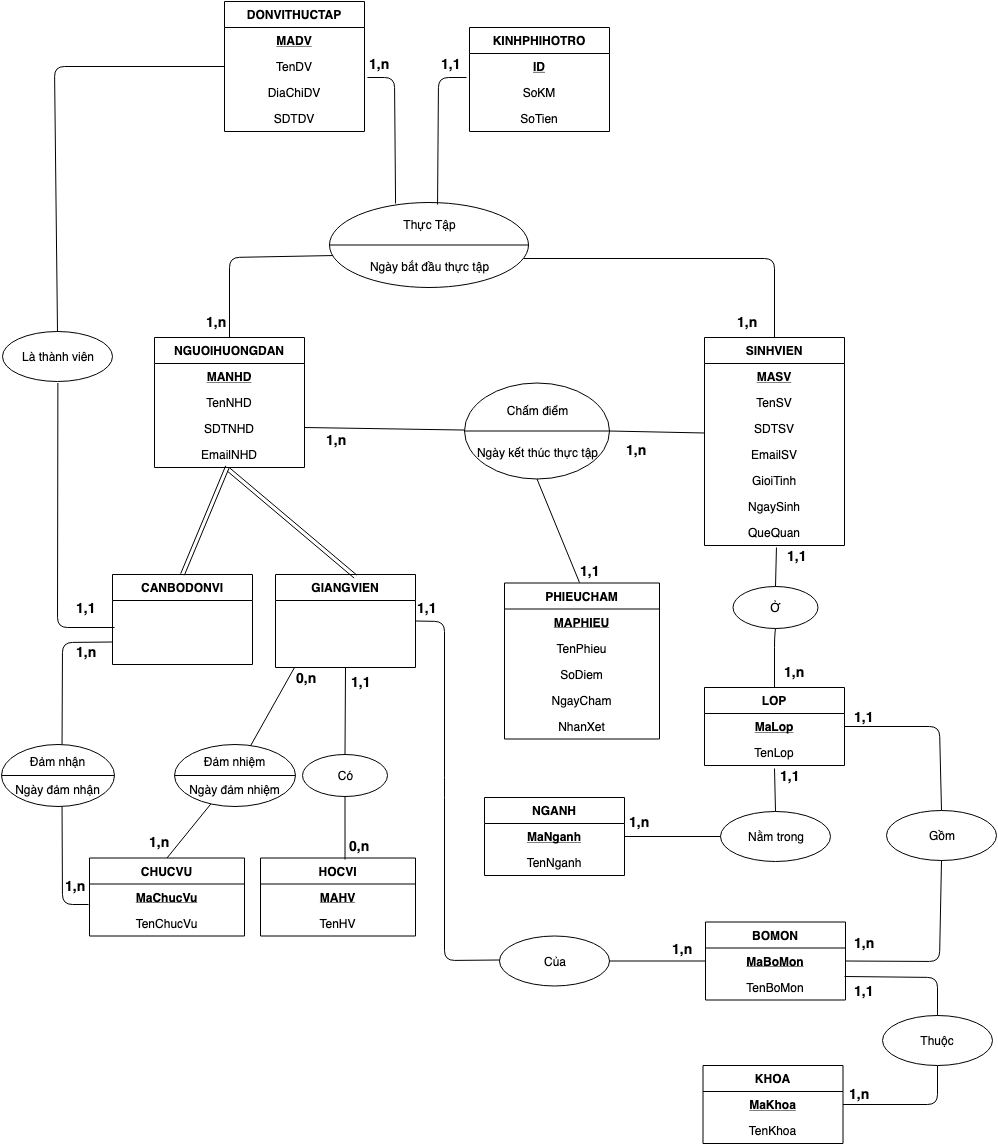 DONVITHUCTAP
MADV
TenDV
DiaChiDV
SDTDV
KINHPHIHOTRO
ID
SoKM
SoTien
1,n
1,1
Thực Tập
Ngày bắt đầu thực tập
1,n
1,n
Là thành viên
NGUOIHUONGDAN
MANHD
TenNHD
SDTNHD
EmailNHD
SINHVIEN
MASV
TenSV
SDTSV
EmailSV
GioiTinh
NgaySinh
QueQuan
Chấm điểm
Ngày kết thúc thực tập
1,n
1,n
1,1
1,1
CANBODONVI
GIANGVIEN
1,1
1,1
PHIEUCHAM
MAPHIEU
TenPhieu
SoDiem
NgayCham
NhanXet
Ở
1,n
1,n
0,n
1,1
LOP
MaLop
TenLop
1,1
1,1
Đám nhận
Ngày đám nhận
Đám nhiệm
Ngày đám nhiệm
Có
NGANH
MaNganh
TenNganh
1,n
Nằm trong
Gồm
1,n
0,n
1,n
CHUCVU
MaChucVu
TenChucVu
HOCVI
MAHV
TenHV
Của
1,n
BOMON
MaBoMon
TenBoMon
1,n
1,1
Thuộc
KHOA
MaKhoa
TenKhoa
1,n